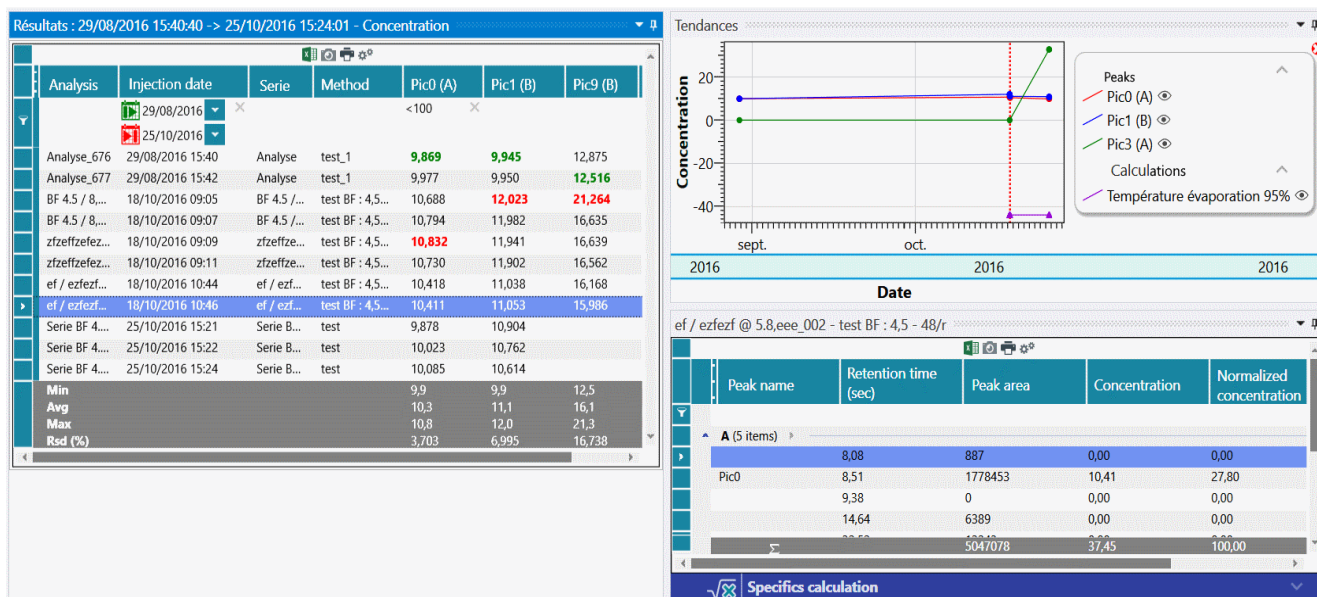 Résultats : 29/08/2016 15:40:40 -> 25/10/2016 15:24:01 - Concentration
Analysis Injection date Serie Method Pic0 (A) Pic1 (B) Pic9 (B)
29/08/2016 <100
25/10/2016
Analyse_676 29/08/2016 15:40 Analyse test_1 9,869 9,945 12,875
Analyse_677 29/08/2016 15:42 Analyse test_1 9,977 9,950 12,516
BF 4.5 / 8,... 18/10/2016 09:05 BF 4.5 /... test BF : 4,5... 10,688 12,023 21,264
BF 4.5 / 8,... 18/10/2016 09:07 BF 4.5 /... test BF : 4,5... 10,794 11,982 16,635
zfzeffzefez... 18/10/2016 09:09 zfzeffze... test BF : 4,5... 10,832 11,941 16,639
zfzeffzefez... 18/10/2016 09:11 zfzeffze... test BF : 4,5... 10,730 11,902 16,562
ef / ezfezf... 18/10/2016 10:44 ef / ezf... test BF : 4,5... 10,418 11,038 16,168
ef / ezfezf... 18/10/2016 10:46 ef / ezf... test BF : 4,5... 10,411 11,053 15,986
Serie BF 4.... 25/10/2016 15:21 Serie B... test 9,878 10,904
Serie BF 4.... 25/10/2016 15:22 Serie B... test 10,023 10,762
Serie BF 4.... 25/10/2016 15:24 Serie B... test 10,085 10,614
Min 9,9 9,9 12,5
Avg 10,3 11,1 16,1
Max 10,8 12,0 21,3
Rsd (%) 3,703 6,995 16,738
Tendances
Concentration
20
0
-20
-40
sept. oct.
2016 2016 2016
Date
Peaks
Pic0 (A)
Pic1 (B)
Pic3 (A)
Calculations
Température évaporation 95%
ef / ezfezf @ 5.8,eee_002 - test BF : 4,5 - 48/r
Peak name Retention time (sec) Peak area Concentration Normalized concentration
A (5 items)
8,08 887 0,00 0,00
Pic0 8,51 1778453 10,41 27,80
9,38 0 0,00 0,00
14,64 6389 0,00 0,00
Σ 5047078 37,45 100,00
Specifics calculation